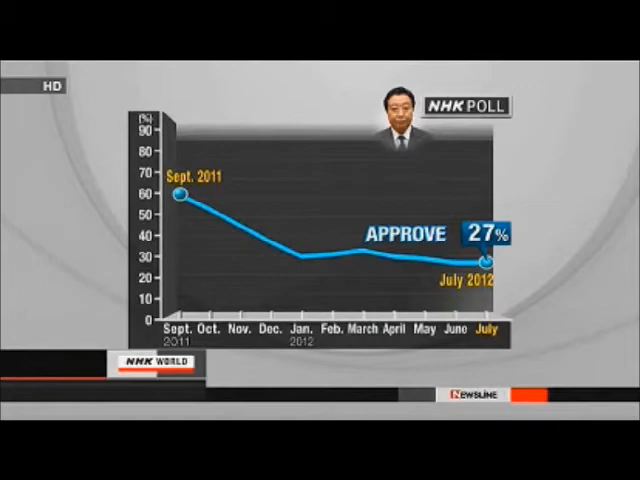 HD
NHK POLL
(%)
90
80
70
60
50
40
30
20
10
0
Sept. 2011
APPROVE 27%
July 2012
Sept. Oct. Nov. Dec. Jan. Feb. March April May June July
2011 2012
NHK WORLD
NEWSLINE